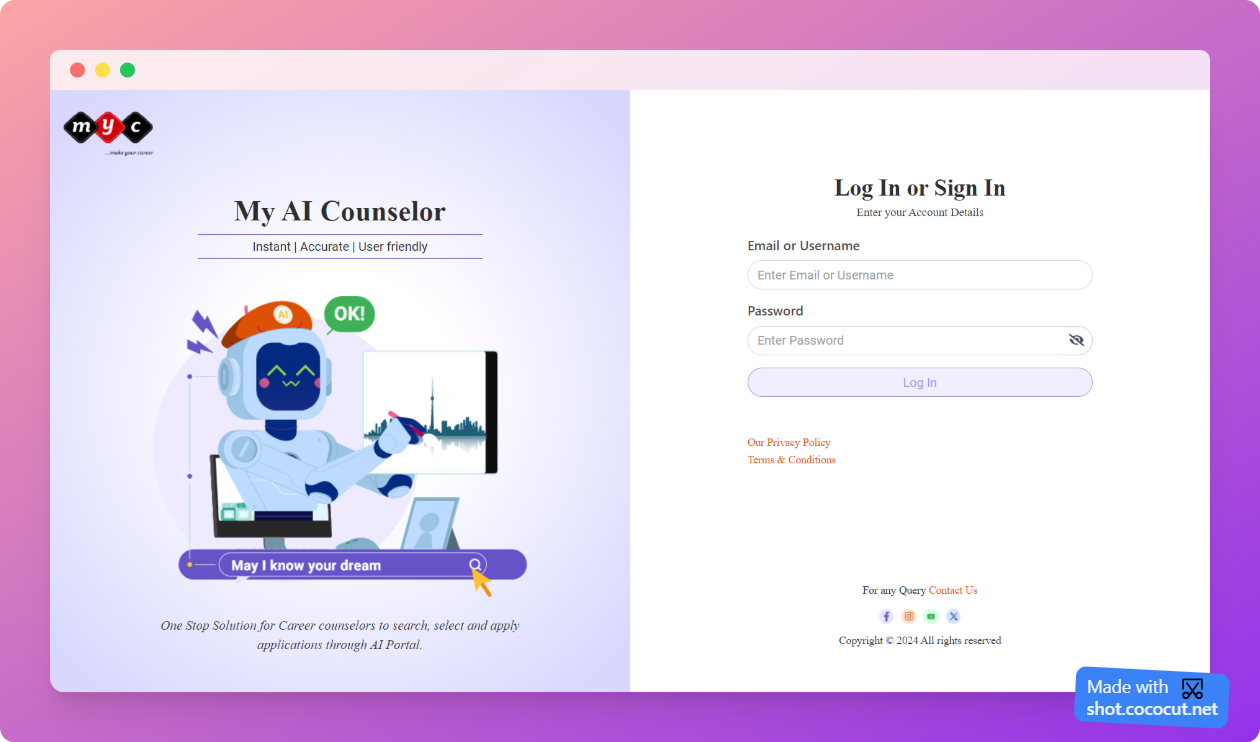 myc
...make your career
My AI Counselor
Instant | Accurate | User friendly
AI
OK!
May I know your dream
One Stop Solution for Career counselors to search, select and apply
applications through AI Portal.
Log In or Sign In
Enter your Account Details
Email or Username
Enter Email or Username
Password
Enter Password
Log In
Our Privacy Policy
Terms & Conditions
For any Query Contact Us
Copyright © 2024 All rights reserved
Made with
shot.cococut.net